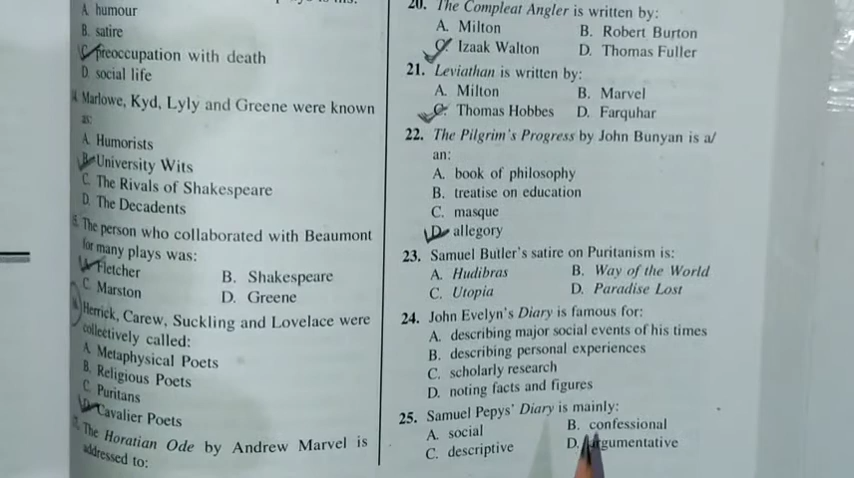 A. humour
B. satire
C. preoccupation with death
D. social life
Marlowe, Kyd, Lyly and Greene were known
as:
A. Humorists
B. University Wits
C. The Rivals of Shakespeare
D. The Decadents
The person who collaborated with Beaumont
for many plays was:
A. Fletcher B. Shakespeare
C. Marston D. Greene
Herrick, Carew, Suckling and Lovelace were
collectively called:
A. Metaphysical Poets
B. Religious Poets
C. Puritans
D. Cavalier Poets
The Horatian Ode by Andrew Marvel is
addressed to:
20. The Compleat Angler is written by:
A. Milton B. Robert Burton
C. Izaak Walton D. Thomas Fuller
21. Leviathan is written by:
A. Milton B. Marvel
C. Thomas Hobbes D. Farquhar
22. The Pilgrim's Progress by John Bunyan is a/
an:
A. book of philosophy
B. treatise on education
C. masque
D. allegory
23. Samuel Butler's satire on Puritanism is:
A. Hudibras B. Way of the World
C. Utopia D. Paradise Lost
24. John Evelyn's Diary is famous for:
A. describing major social events of his times
B. describing personal experiences
C. scholarly research
D. noting facts and figures
25. Samuel Pepys' Diary is mainly:
A. social B. confessional
C. descriptive D. argumentative